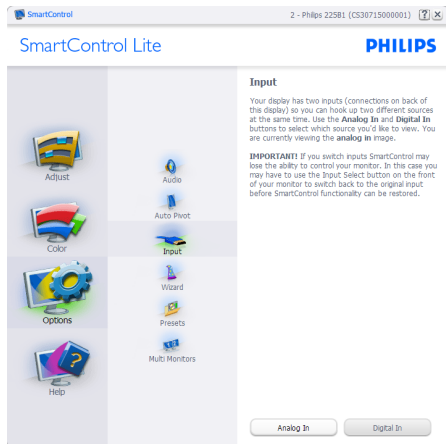 SmartControl
2 - Philips 225B1 (CS30715000001)
SmartControl Lite
PHILIPS
Adjust
Color
Options
Help
Audio
Auto Pivot
Input
Wizard
Presets
Multi Monitors
Input
Your display has two inputs (connections on back of
this display) so you can hook up two different sources
at the same time. Use the Analog In and Digital In
buttons to select which source you'd like to view. You
are currently viewing the analog in image.
IMPORTANT! If you switch inputs SmartControl may
lose the ability to control your monitor. In this case you
may have to use the Input Select button on the front
of your monitor to switch back to the original input
before SmartControl functionality can be restored.
Analog In
Digital In